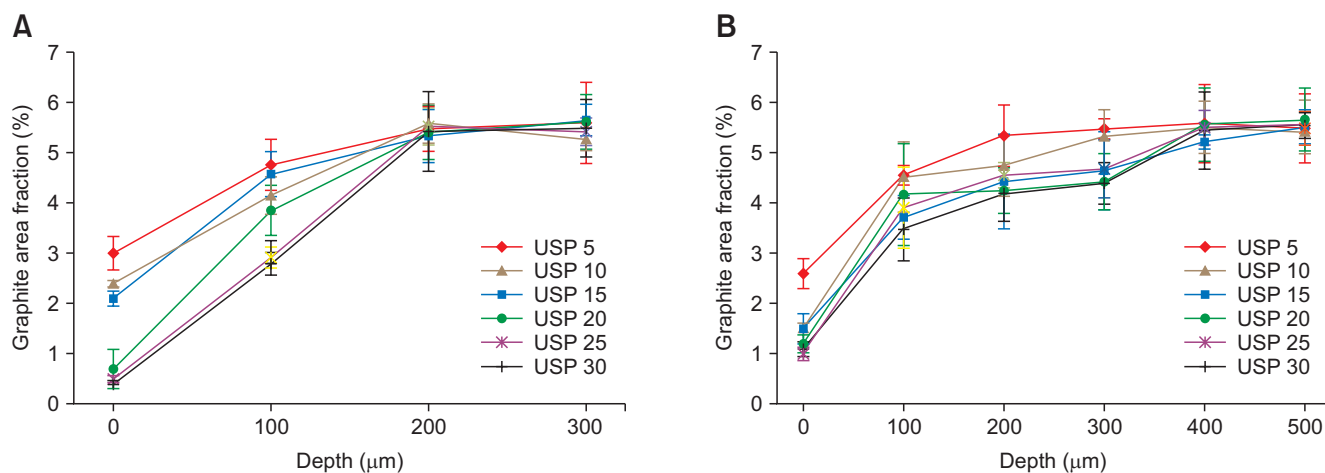 A
Graphite area fraction (%)
7
6
5
4
3
2
1
0
USP 5
USP 10
USP 15
USP 20
USP 25
USP 30
0 100 200 300
Depth (μm)
B
Graphite area fraction (%)
7
6
5
4
3
2
1
0
USP 5
USP 10
USP 15
USP 20
USP 25
USP 30
0 100 200 300 400 500
Depth (μm)